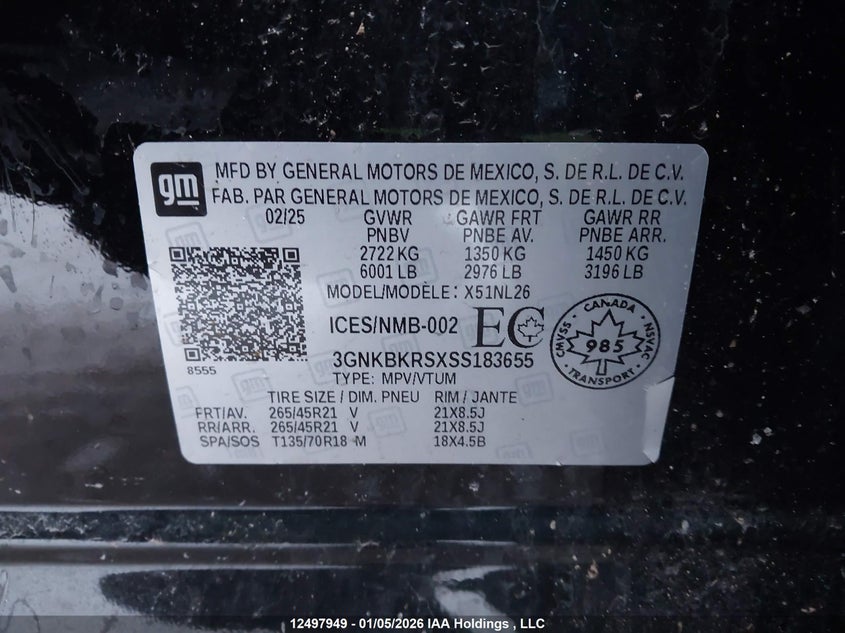 gm
MFD BY GENERAL MOTORS DE MEXICO, S. DE R.L. DE C.V.
FAB. PAR GENERAL MOTORS DE MEXICO, S. DE R.L. DE C.V.
02/25 GVWR GAWR FRT GAWR RR
PNBV PNBE AV. PNBE ARR.
2722 KG 1350 KG 1450 KG
6001 LB 2976 LB 3196 LB
MODEL/MODÈLE : X51NL26
ICES/NMB-002 EC
CANADA
CMVSS 985 NSVAC
TRANSPORT
3GNKBKRSXSS183655
8555
TYPE: MPV/VTUM
TIRE SIZE / DIM. PNEU RIM / JANTE
FRT/AV. 265/45R21 V 21X8.5J
RR/ARR. 265/45R21 V 21X8.5J
SPA/SOS T135/70R18 M 18X4.5B
12497949 - 01/05/2026 IAA Holdings , LLC